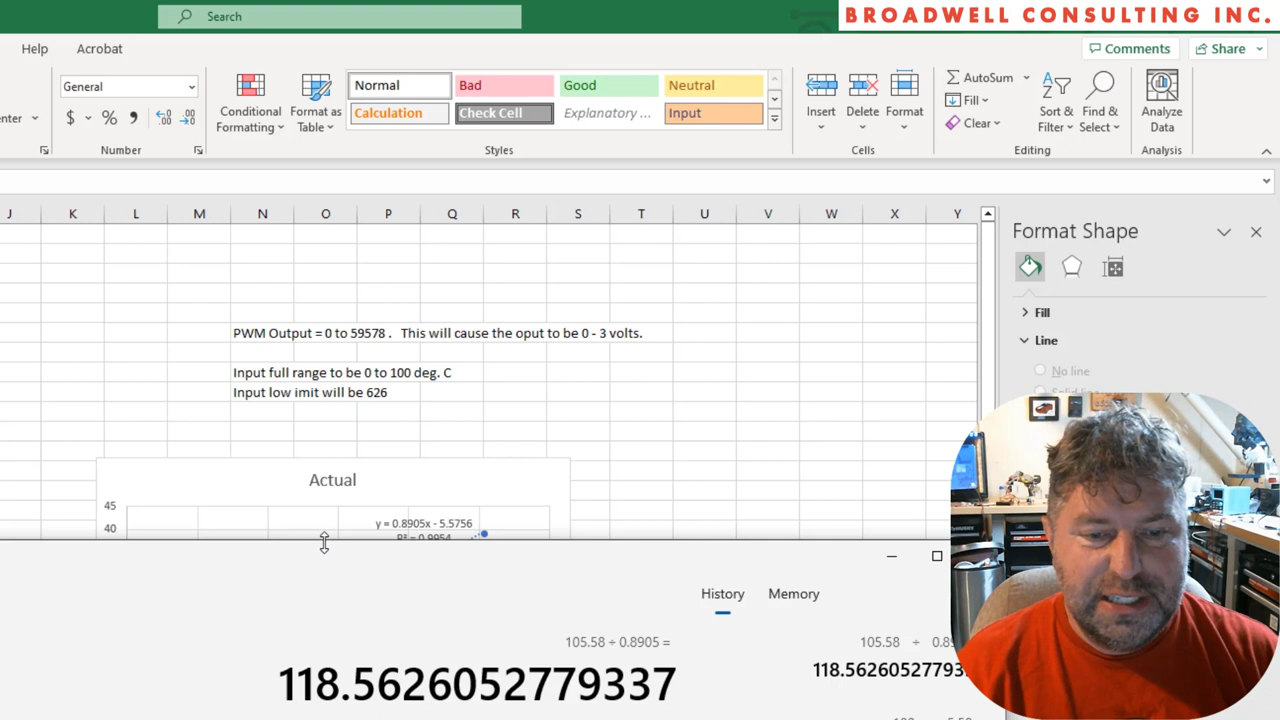 Search
BROADWELL CONSULTING INC.
Help Acrobat Comments Share
General Normal Bad Good Neutral AutoSum
Calculation Check Cell Explanatory ... Input Fill
$ % Conditional Formatting Format as Table Insert Delete Format Clear Sort & Filter Find & Select Analyze Data
Number Styles Cells Editing Analysis
J K L M N O P Q R S T U V W X Y
Format Shape
Fill
Line
No line
PWM Output = 0 to 59578 . This will cause the oput to be 0 - 3 volts.
Input full range to be 0 to 100 deg. C
Input low imit will be 626
Actual
45
y = 0.8905x - 5.5756
40
R² = 0.9954
History Memory
105.58 ÷ 0.8905 =
118.5626052779337
105.58 ÷